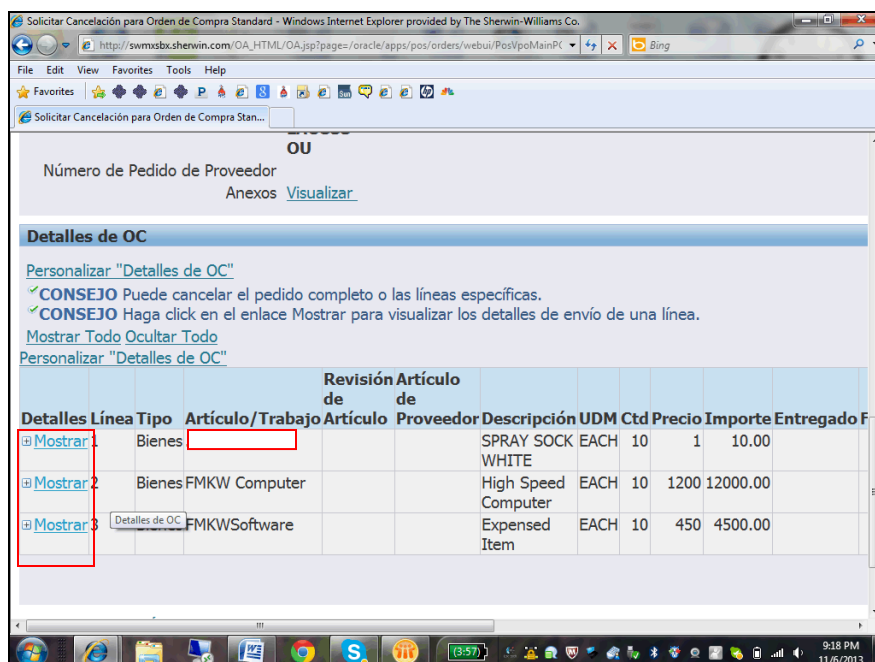 Solicitar Cancelación para Orden de Compra Standard - Windows Internet Explorer provided by The Sherwin-Williams Co.
http://swmxsbx.sherwin.com/OA_HTML/OA.jsp?page=/oracle/apps/pos/orders/webui/PosVpoMainP
Bing
File Edit View Favorites Tools Help
Favorites
Solicitar Cancelación para Orden de Compra Stan...
OU
Número de Pedido de Proveedor
Anexos Visualizar
Detalles de OC
Personalizar "Detalles de OC"
CONSEJO Puede cancelar el pedido completo o las líneas específicas.
CONSEJO Haga click en el enlace Mostrar para visualizar los detalles de envío de una línea.
Mostrar Todo Ocultar Todo
Personalizar "Detalles de OC"
Detalles Línea Tipo Artículo/Trabajo Revisión de Artículo Artículo de Proveedor Descripción UDM Ctd Precio Importe Entregado F
Mostrar 1 Bienes SPRAY SOCK WHITE EACH 10 1 10.00
Mostrar 2 Bienes FMKW Computer High Speed Computer EACH 10 1200 12000.00
Mostrar 3 FMKWSoftware Expensed Item EACH 10 450 4500.00
Detalles de OC
(3:57)
9:18 PM
11/6/2013